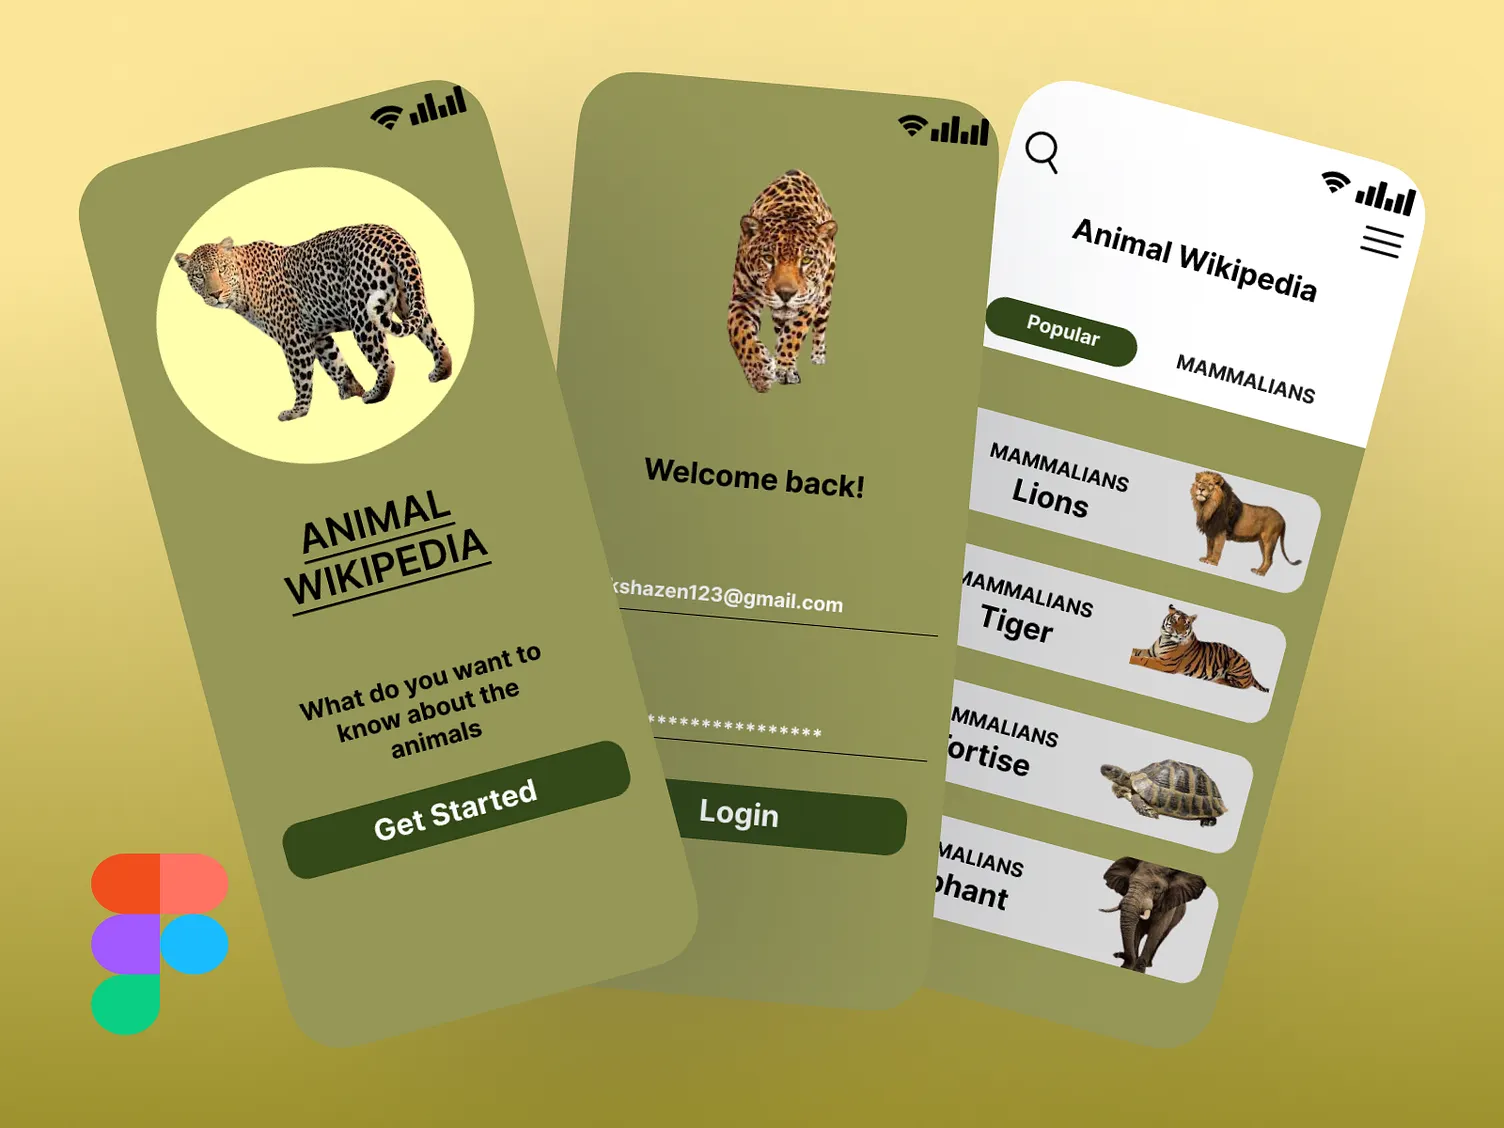 ANIMAL
WIKIPEDIA
What do you want to
know about the
animals
Get Started
Welcome back!
kshazen123@gmail.com
***************
Login
Animal Wikipedia
Popular
MAMMALIANS
MAMMALIANS
Lions
MAMMALIANS
Tiger
MMALIANS
ortise
MALIANS
phant